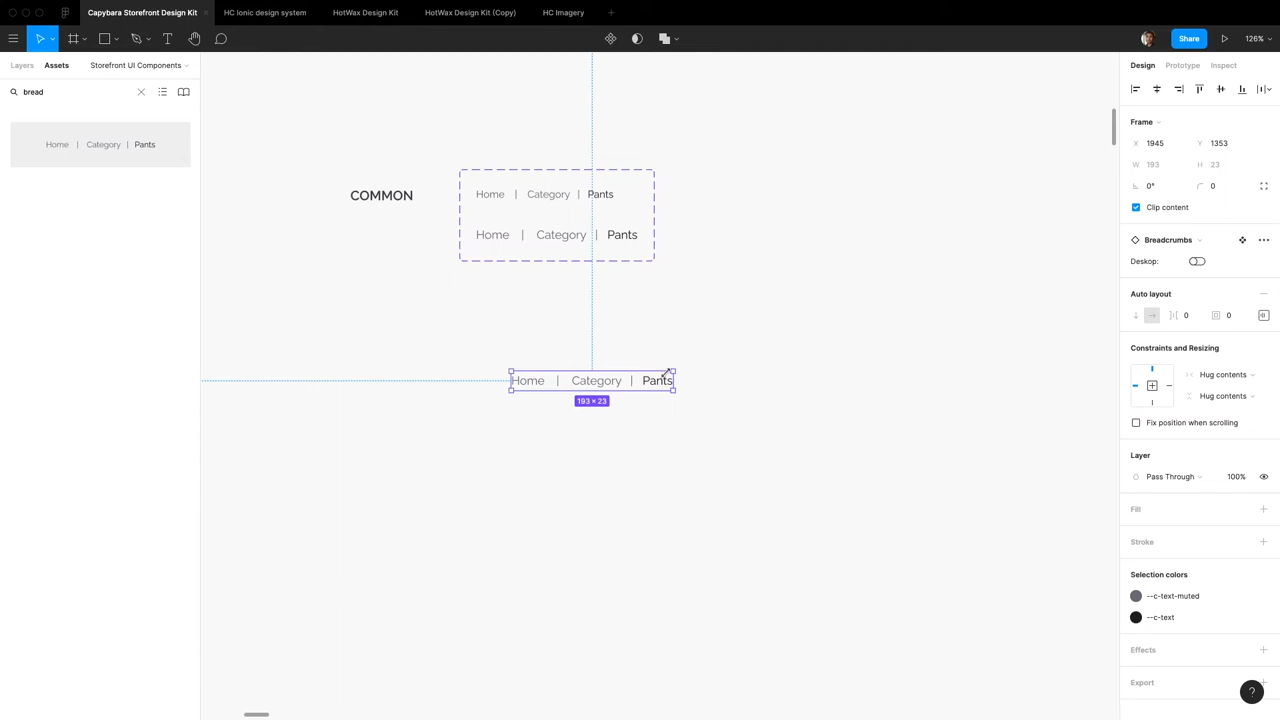 Capybara Storefront Design Kit
HC Ionic design system
HotWax Design Kit
HotWax Design Kit (Copy)
HC Imagery
Share
126%
Layers
Assets
Storefront UI Components
Design
Prototype
Inspect
bread
Home | Category | Pants
COMMON
Home | Category | Pants
Home | Category | Pants
Home | Category | Pants
193 × 23
Frame
X 1945 Y 1353
W 193 H 23
0° 0
Clip content
Breadcrumbs
Deskop:
Auto layout
0 0
Constraints and Resizing
Hug contents
Hug contents
Fix position when scrolling
Layer
Pass Through 100%
Fill
Stroke
Selection colors
--c-text-muted
--c-text
Effects
Export
?